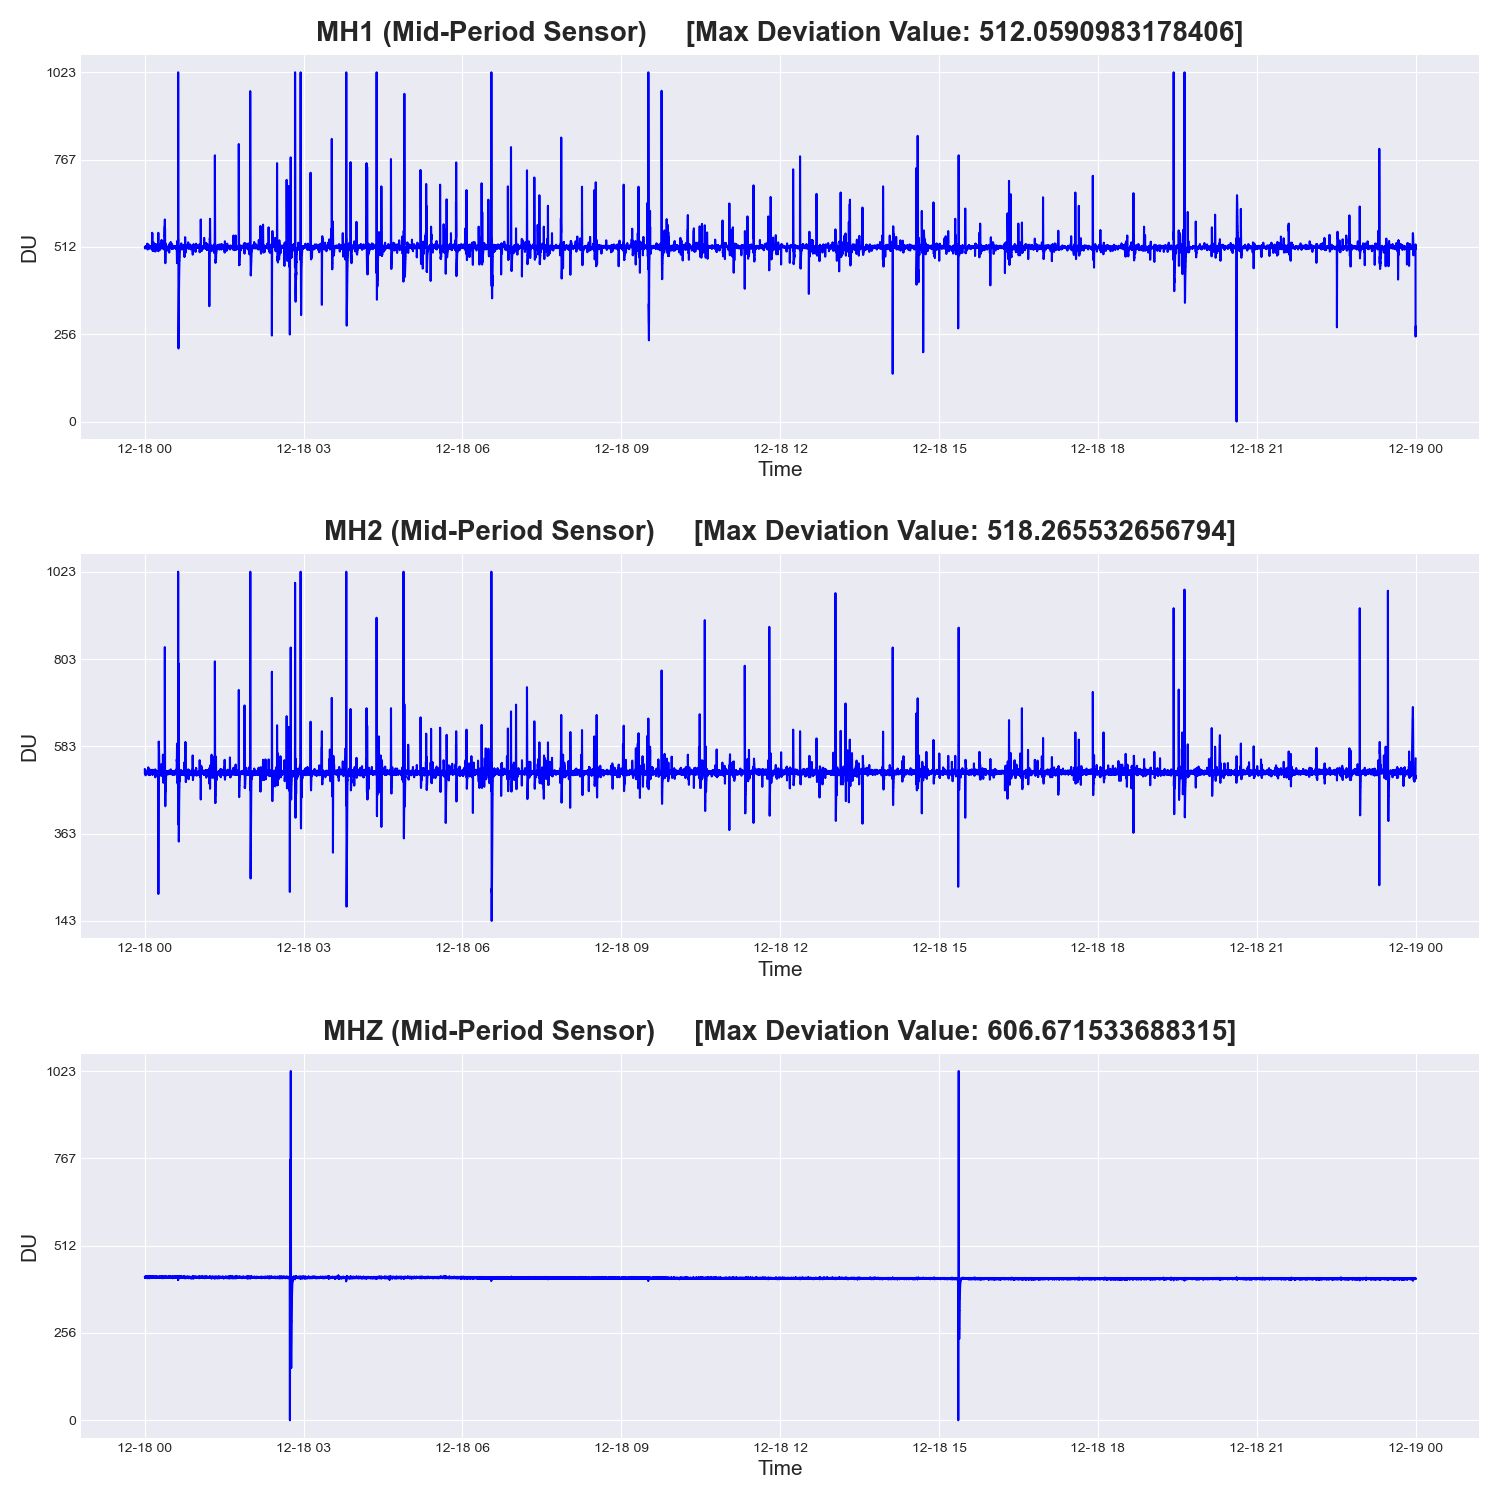 MH1 (Mid-Period Sensor) [Max Deviation Value: 512.0590983178406]
1023
767
512
256
0
DU
12-18 00 12-18 03 12-18 06 12-18 09 12-18 12 12-18 15 12-18 18 12-18 21 12-19 00
Time
MH2 (Mid-Period Sensor) [Max Deviation Value: 518.265532656794]
1023
803
583
363
143
DU
12-18 00 12-18 03 12-18 06 12-18 09 12-18 12 12-18 15 12-18 18 12-18 21 12-19 00
Time
MHZ (Mid-Period Sensor) [Max Deviation Value: 606.671533688315]
1023
767
512
256
0
DU
12-18 00 12-18 03 12-18 06 12-18 09 12-18 12 12-18 15 12-18 18 12-18 21 12-19 00
Time